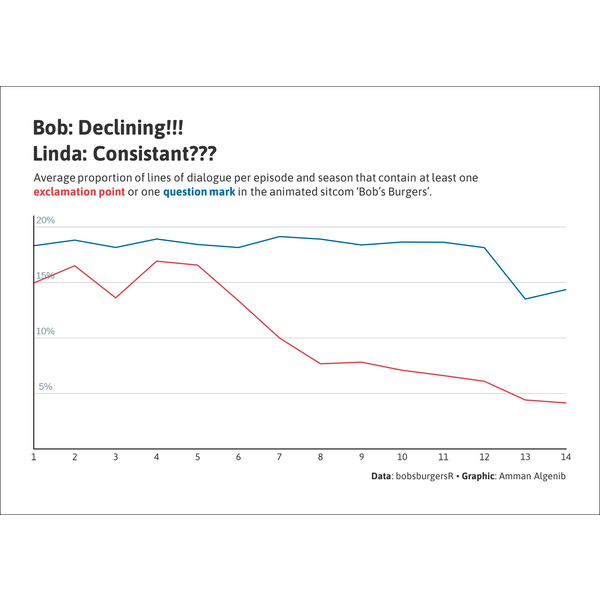 Bob: Declining!!!
Linda: Consistant???
Average proportion of lines of dialogue per episode and season that contain at least one
exclamation point or one question mark in the animated sitcom ‘Bob’s Burgers’.
20%
15%
10%
5%
1 2 3 4 5 6 7 8 9 10 11 12 13 14
Data: bobsburgersR • Graphic: Amman Algenib